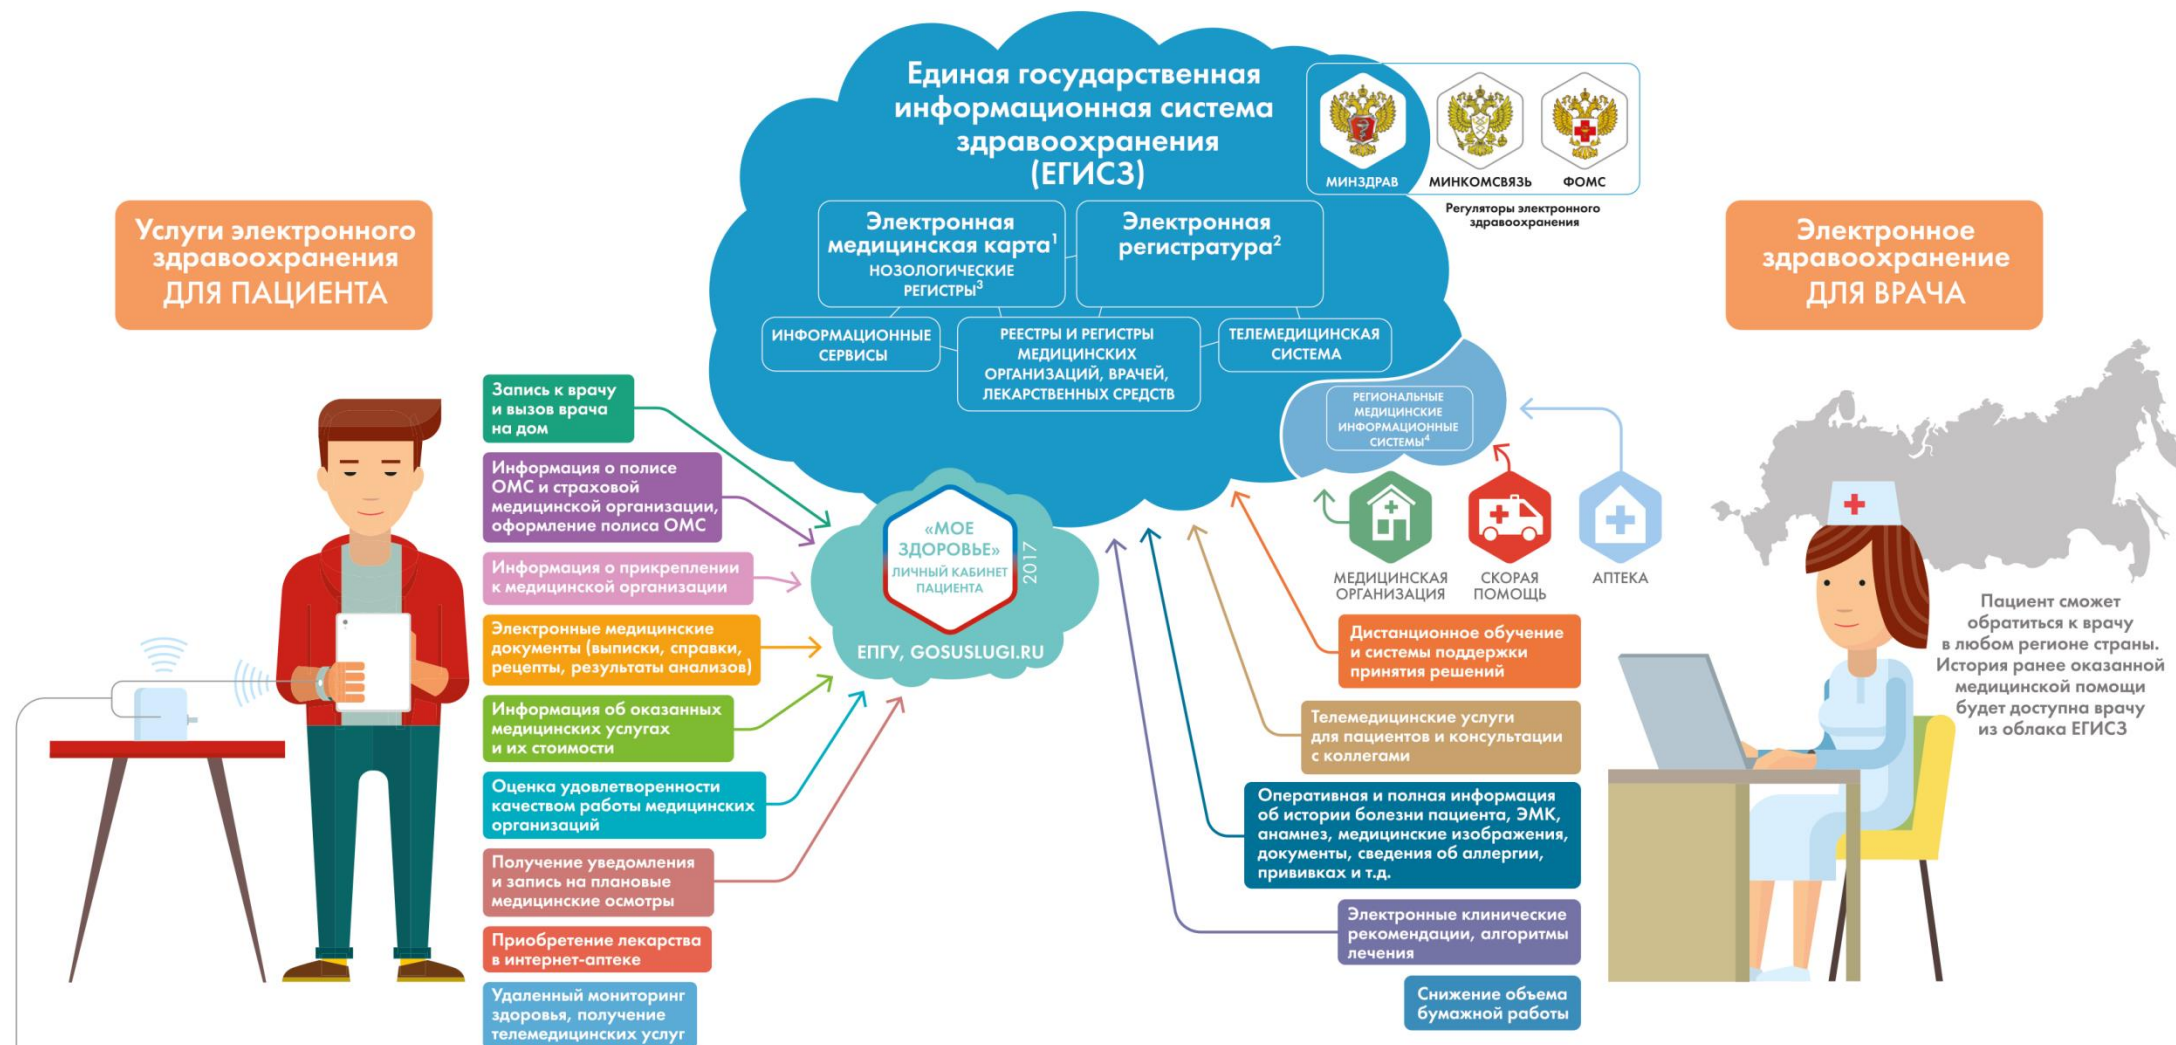 Единая государственная
информационная система
здравоохранения
(ЕГИСЗ)
МИНЗДРАВ
МИНКОМСВЯЗЬ
ФОМС
Регуляторы электронного
здравоохранения
Электронная
медицинская карта¹
НОЗОЛОГИЧЕСКИЕ
РЕГИСТРЫ³
Электронная
регистратура²
ИНФОРМАЦИОННЫЕ
СЕРВИСЫ
РЕЕСТРЫ И РЕГИСТРЫ
МЕДИЦИНСКИХ
ОРГАНИЗАЦИЙ, ВРАЧЕЙ,
ЛЕКАРСТВЕННЫХ СРЕДСТВ
ТЕЛЕМЕДИЦИНСКАЯ
СИСТЕМА
РЕГИОНАЛЬНЫЕ
МЕДИЦИНСКИЕ
ИНФОРМАЦИОННЫЕ
СИСТЕМЫ⁴
Услуги электронного
здравоохранения
ДЛЯ ПАЦИЕНТА
Запись к врачу
и вызов врача
на дом
Информация о полисе
ОМС и страховой
медицинской организации,
оформление полиса ОМС
Информация о прикреплении
к медицинской организации
Электронные медицинские
документы (выписки, справки,
рецепты, результаты анализов)
Информация об оказанных
медицинских услугах
и их стоимости
Оценка удовлетворенности
качеством работы медицинских
организаций
Получение уведомления
и запись на плановые
медицинские осмотры
Приобретение лекарства
в интернет-аптеке
Удаленный мониторинг
здоровья, получение
телемедицинских услуг
«МОЕ
ЗДОРОВЬЕ»
ЛИЧНЫЙ КАБИНЕТ
ПАЦИЕНТА
2017
ЕПГУ, GOSUSLUGI.RU
МЕДИЦИНСКАЯ
ОРГАНИЗАЦИЯ
СКОРАЯ
ПОМОЩЬ
АПТЕКА
Дистанционное обучение
и системы поддержки
принятия решений
Телемедицинские услуги
для пациентов и консультации
с коллегами
Оперативная и полная информация
об истории болезни пациента, ЭМК,
анамнез, медицинские изображения,
документы, сведения об аллергии,
прививках и т.д.
Электронные клинические
рекомендации, алгоритмы
лечения
Снижение объема
бумажной работы
Электронное
здравоохранение
ДЛЯ ВРАЧА
Пациент сможет
обратиться к врачу
в любом регионе страны.
История ранее оказанной
медицинской помощи
будет доступна врачу
из облака ЕГИСЗ